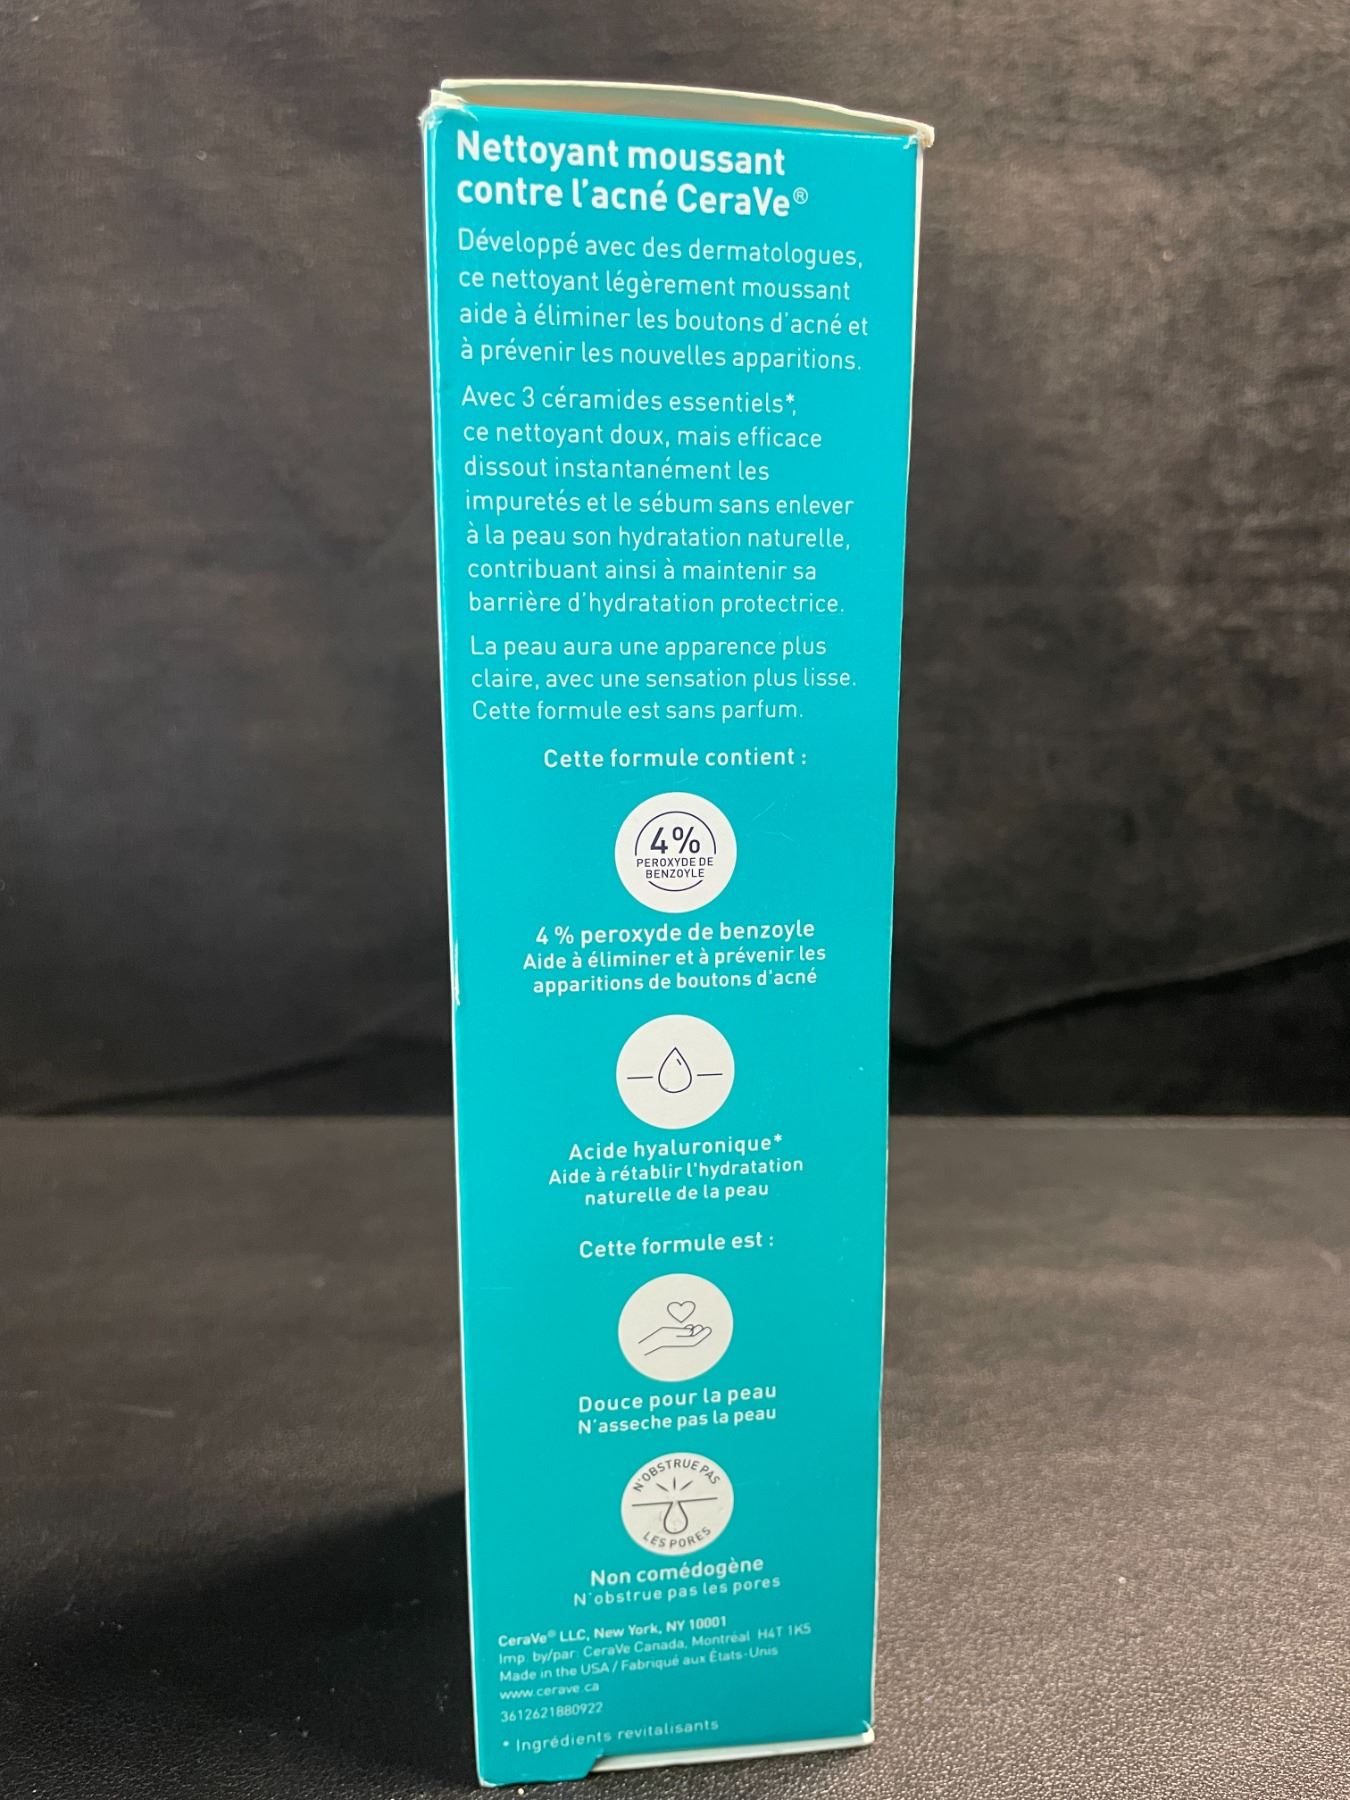 Nettoyant moussant
contre l'acné CeraVe®
Développé avec des dermatologues,
ce nettoyant légèrement moussant
aide à éliminer les boutons d'acné et
à prévenir les nouvelles apparitions.
Avec 3 céramides essentiels*,
ce nettoyant doux, mais efficace
dissout instantanément les
impuretés et le sébum sans enlever
à la peau son hydratation naturelle,
contribuant ainsi à maintenir sa
barrière d'hydratation protectrice.
La peau aura une apparence plus
claire, avec une sensation plus lisse.
Cette formule est sans parfum.
Cette formule contient :
4%
PEROXYDE DE
BENZOYLE
4 % peroxyde de benzoyle
Aide à éliminer et à prévenir les
apparitions de boutons d'acné
Acide hyaluronique*
Aide à rétablir l'hydratation
naturelle de la peau
Cette formule est :
Douce pour la peau
N'asseche pas la peau
N'OBSTRUE PAS
LES PORES
Non comédogène
N'obstrue pas les pores
CeraVe® LLC, New York, NY 10001
Imp. by/par: CeraVe Canada, Montréal H4T 1K5
Made in the USA / Fabriqué aux États-Unis
www.cerave.ca
3612621880922
* Ingrédients revitalisants